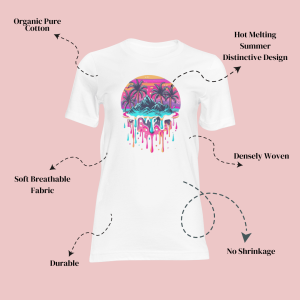 Organic Pure
Cotton
Hot Melting
Summer
Distinctive Design
Densely Woven
Soft Breathable
Fabric
No Shrinkage
Durable